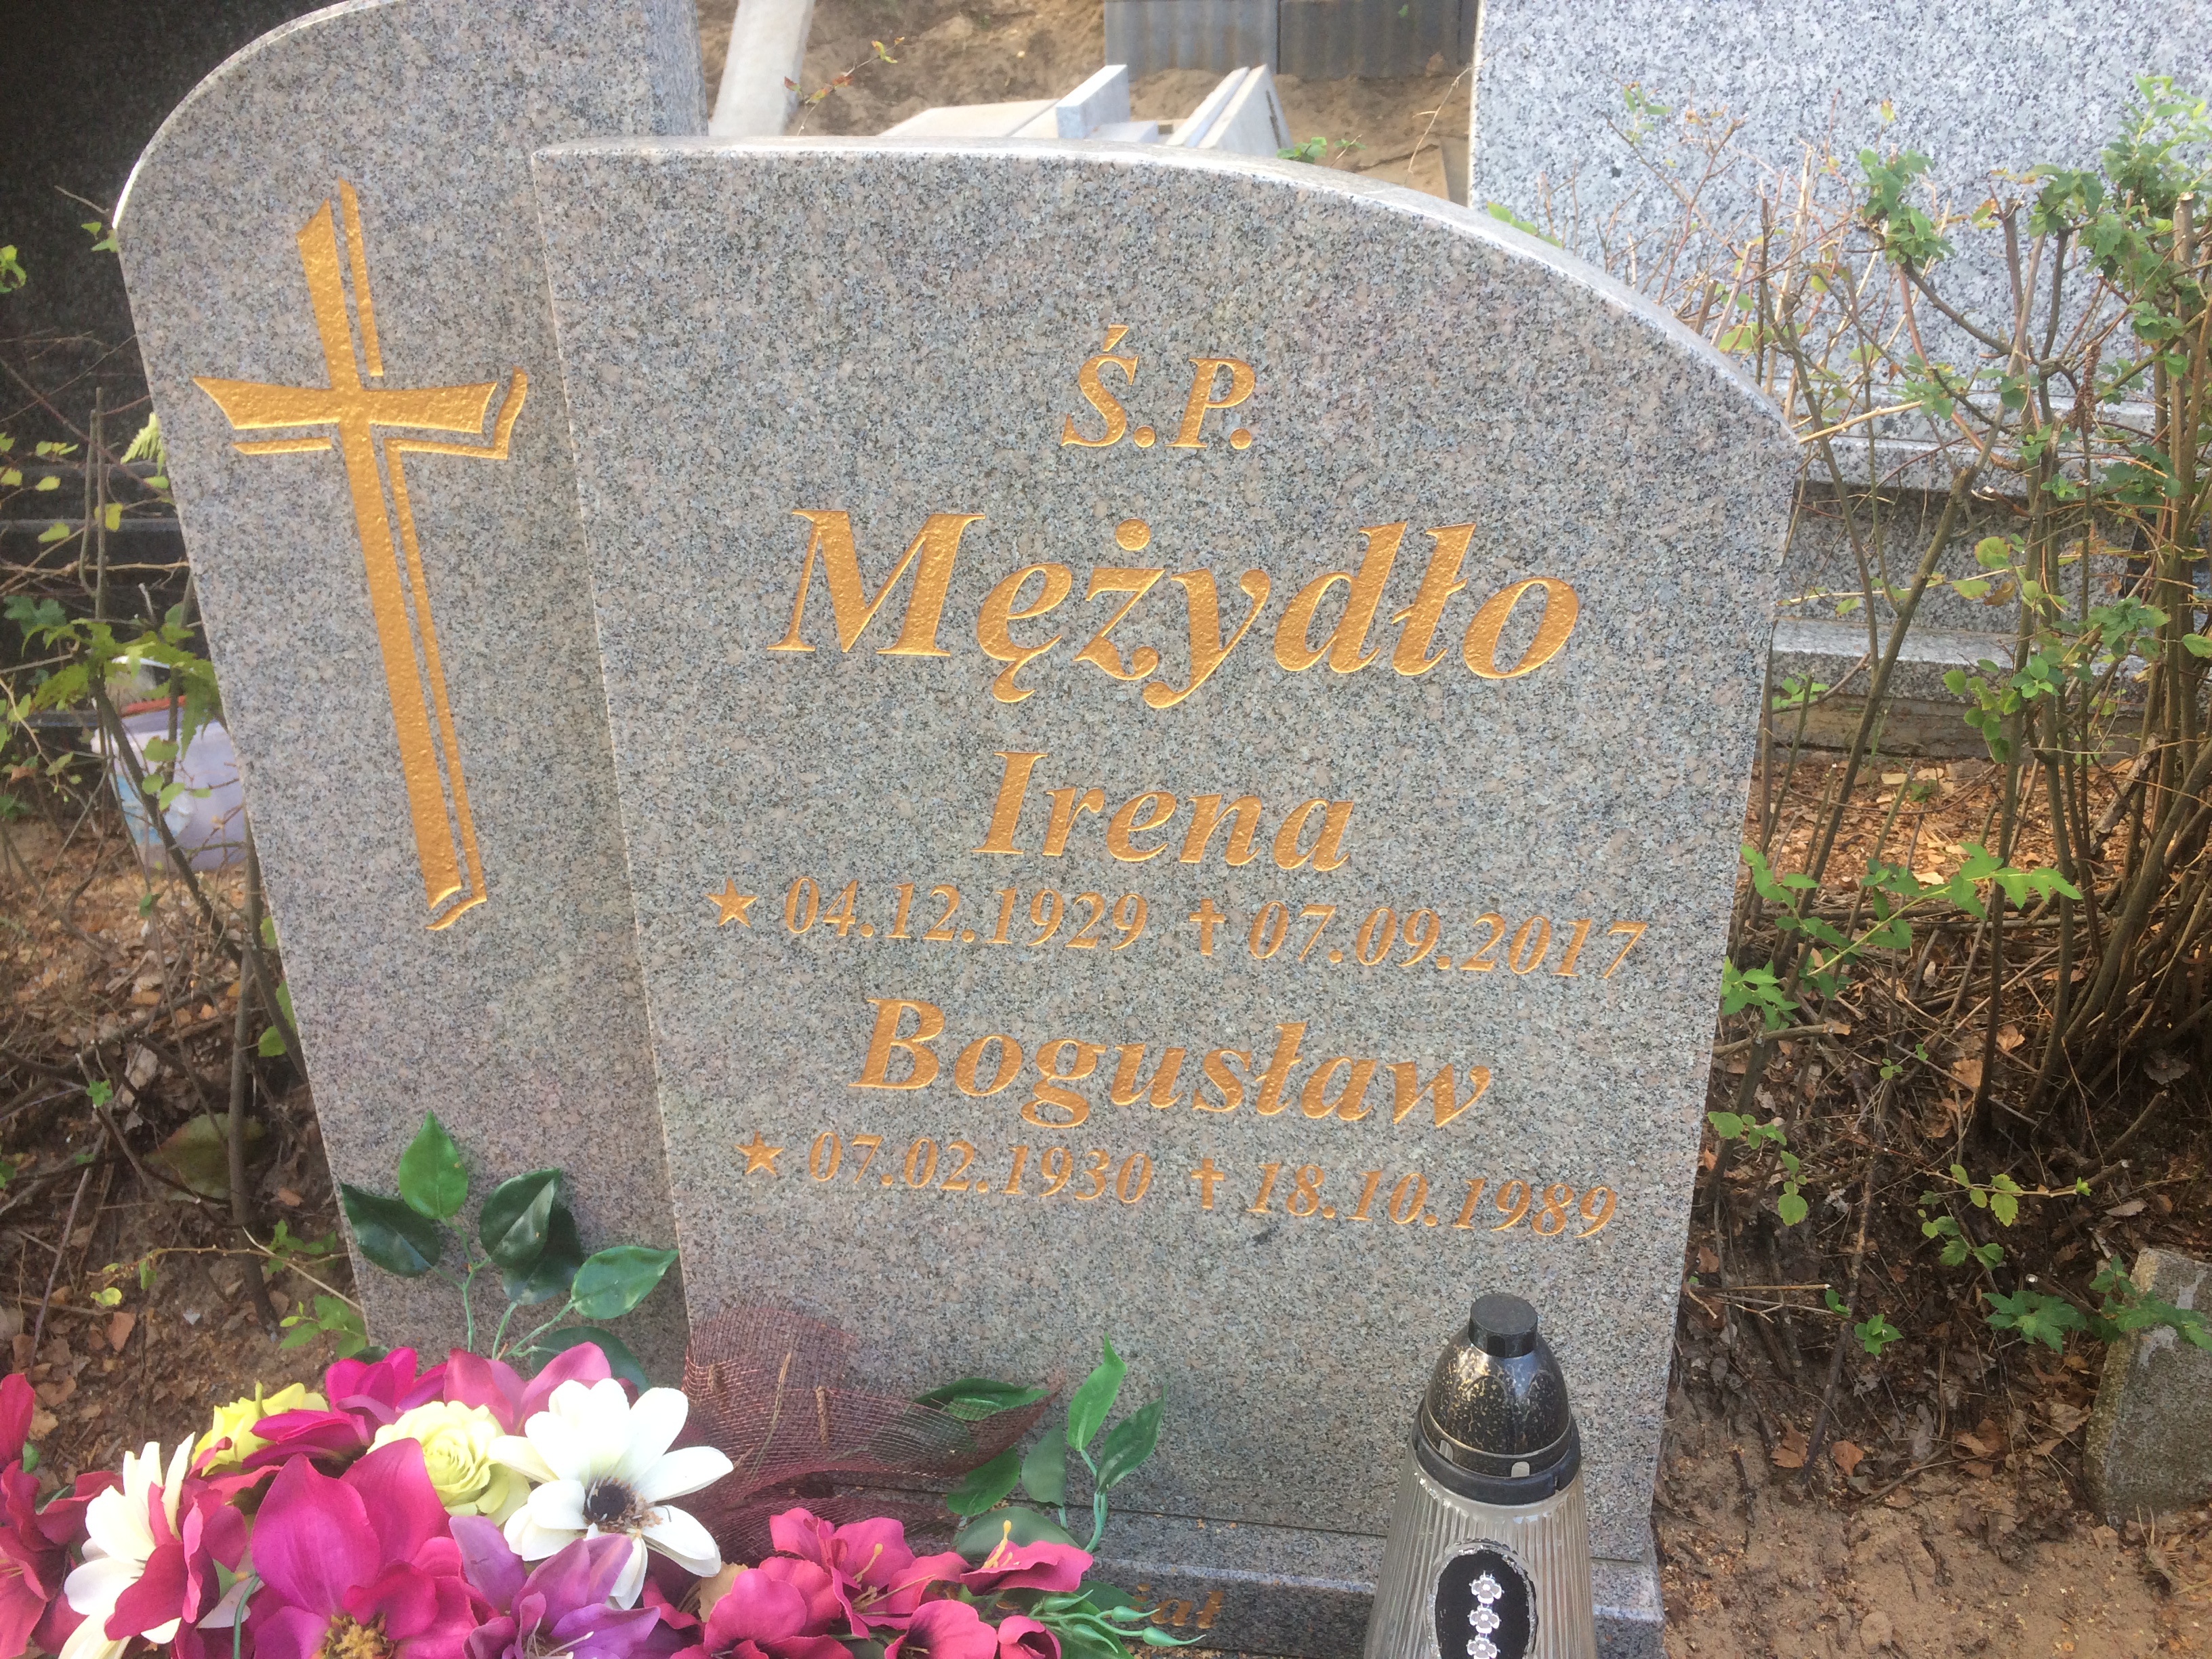 Ś.P.
Mężydło
Irena
★ 04.12.1929 ✝ 07.09.2017
Bogusław
★ 07.02.1930 ✝ 18.10.1989